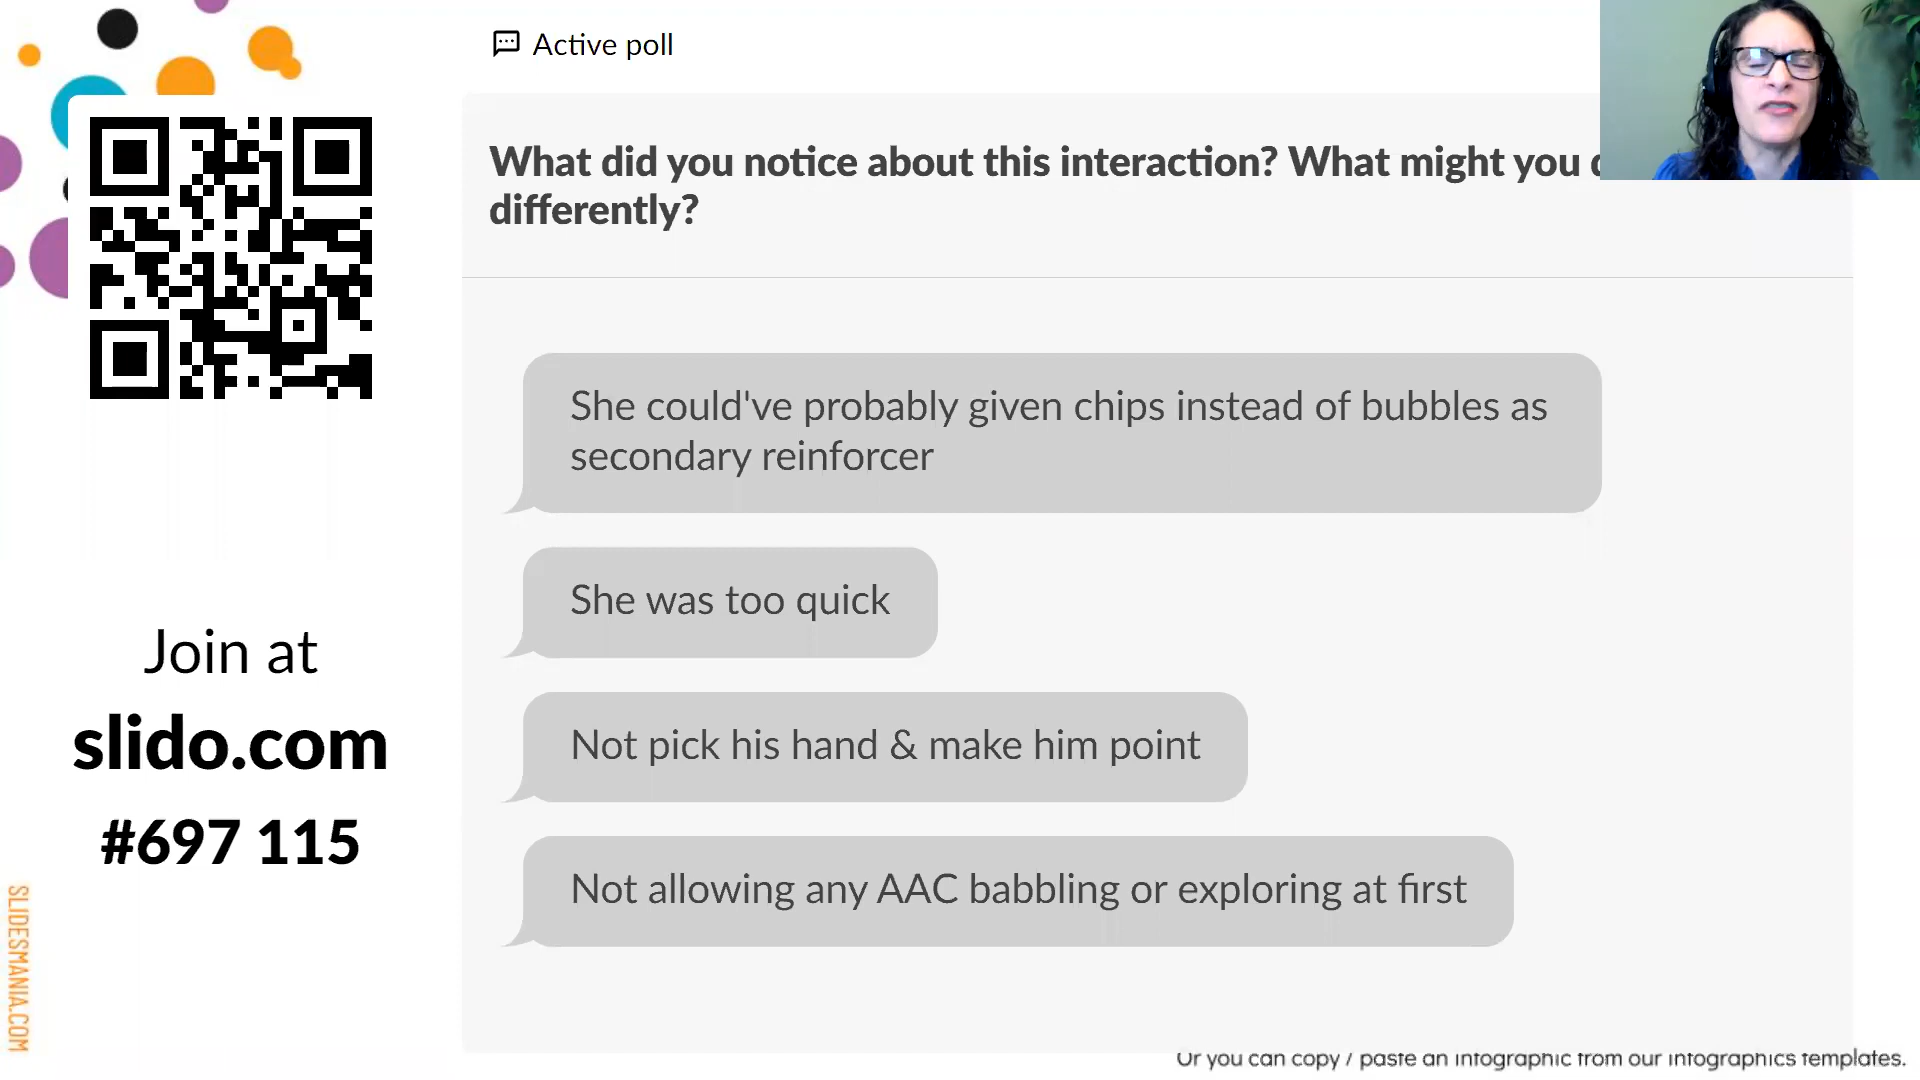 Active poll
What did you notice about this interaction? What might you
differently?
She could've probably given chips instead of bubbles as
secondary reinforcer
She was too quick
Not pick his hand & make him point
Not allowing any AAC babbling or exploring at first
Join at
slido.com
#697 115
SLIDESMANIA.COM
Or you can copy / paste an infographic from our infographics templates.